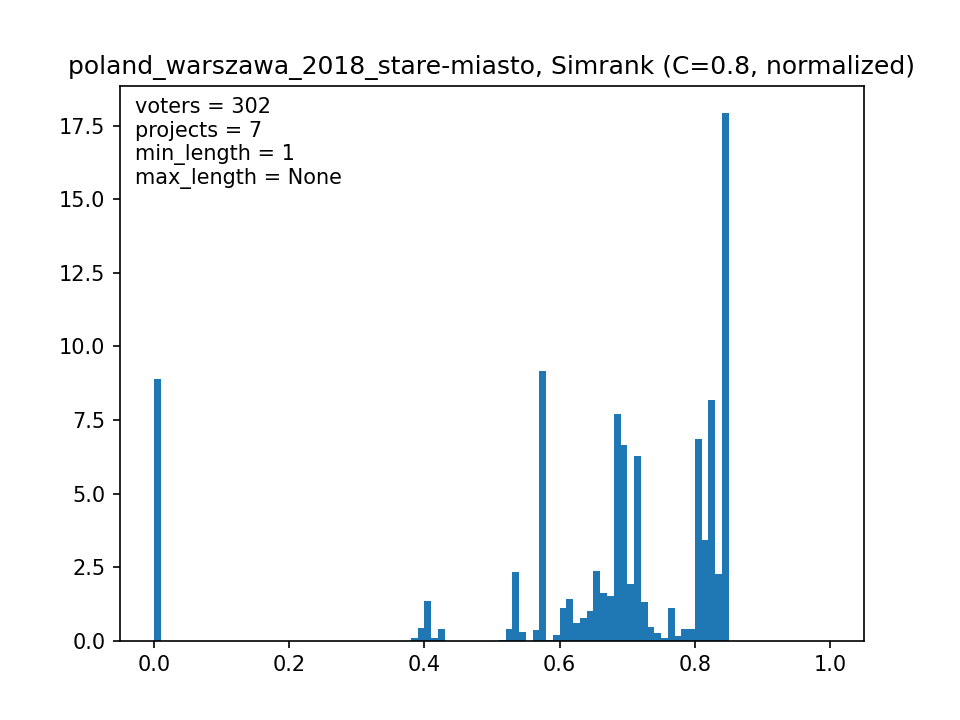 poland_warszawa_2018_stare-miasto, Simrank (C=0.8, normalized)
voters = 302
projects = 7
min_length = 1
max_length = None
17.5
15.0
12.5
10.0
7.5
5.0
2.5
0.0
0.0 0.2 0.4 0.6 0.8 1.0